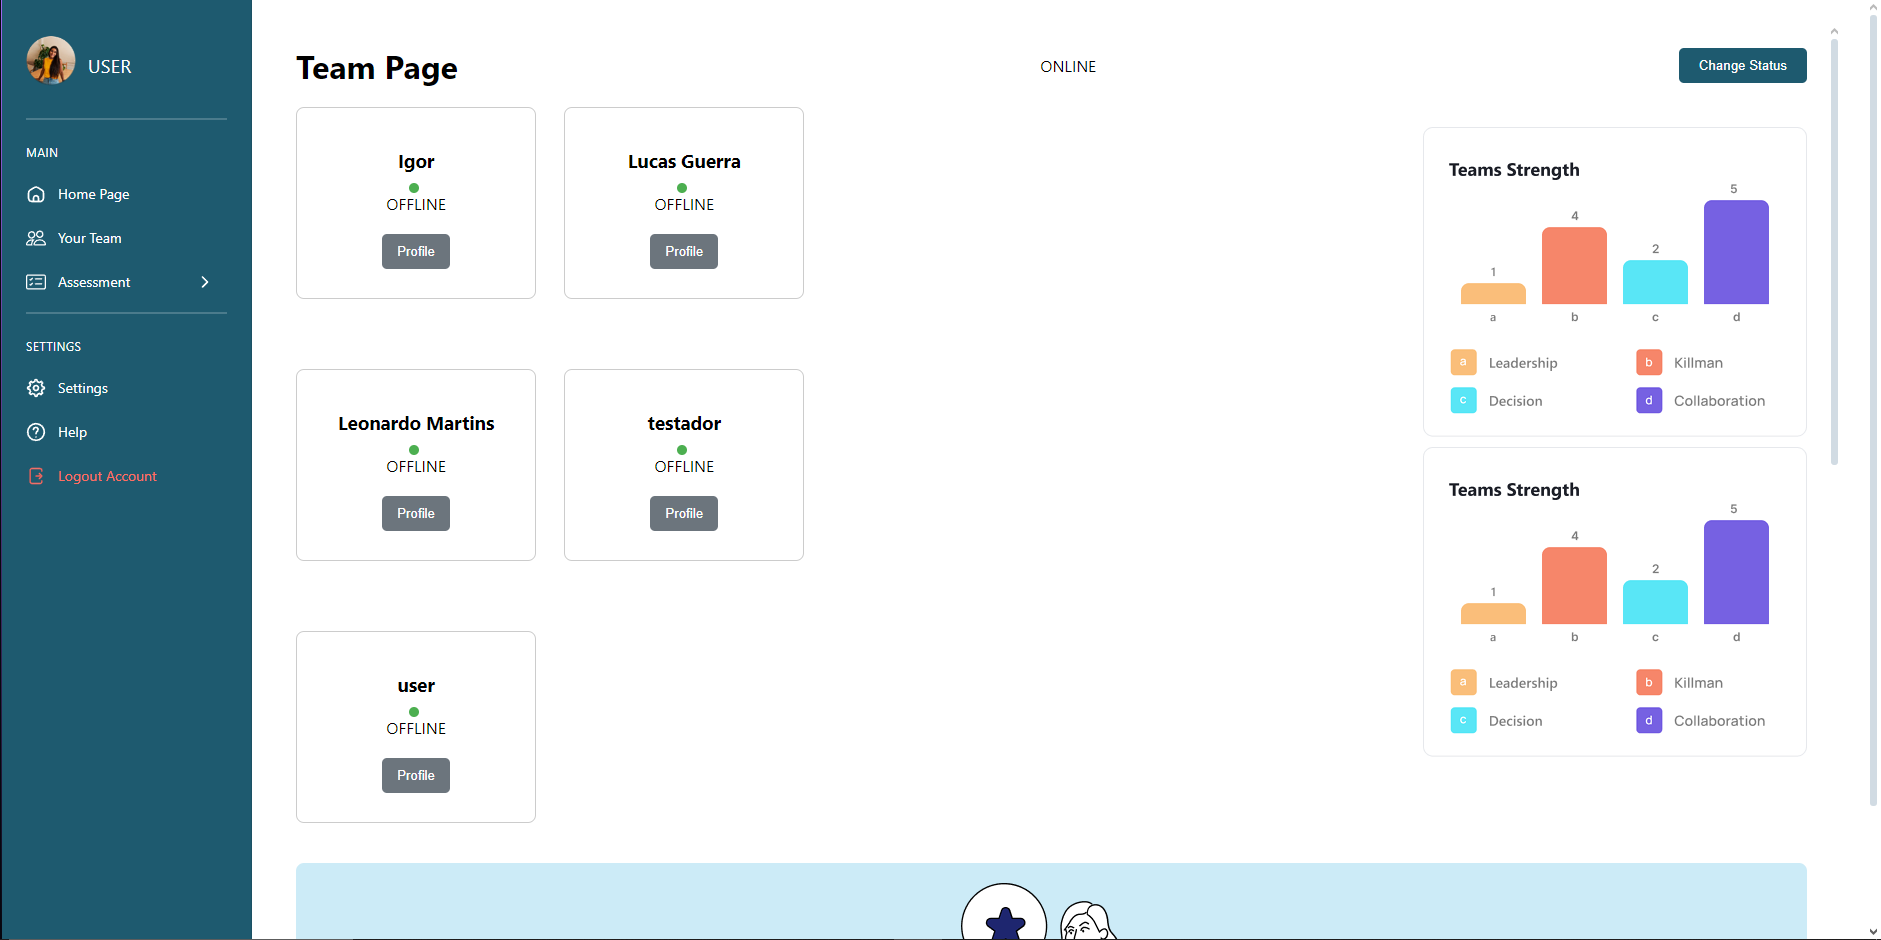 USER
MAIN
Home Page
Your Team
Assessment
SETTINGS
Settings
Help
Logout Account
Team Page
ONLINE
Change Status
Igor
OFFLINE
Profile
Lucas Guerra
OFFLINE
Profile
Leonardo Martins
OFFLINE
Profile
testador
OFFLINE
Profile
user
OFFLINE
Profile
Teams Strength
1
4
2
5
a
b
c
d
a Leadership
b Killman
c Decision
d Collaboration
Teams Strength
1
4
2
5
a
b
c
d
a Leadership
b Killman
c Decision
d Collaboration